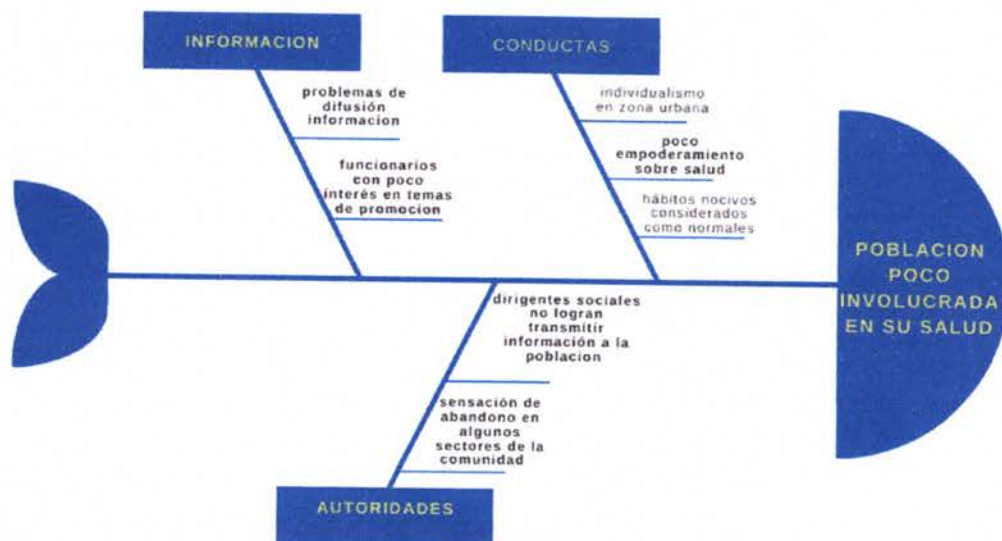 INFORMACION
problemas de
difusión
informacion
funcionarios
con poco
interés en temas
de promocion
CONDUCTAS
individualismo
en zona urbana
poco
empoderamiento
sobre salud
hábitos nocivos
considerados
como normales
POBLACION
POCO
INVOLUCRADA
EN SU SALUD
dirigentes sociales
no logran
transmitir
información a la
poblacion
sensación de
abandono en
algunos
sectores de la
comunidad
AUTORIDADES